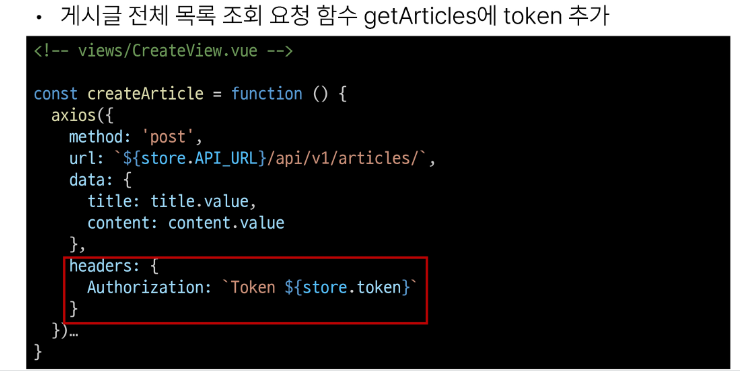 • 게시글 전체 목록 조회 요청 함수 getArticles에 token 추가
<!-- views/CreateView.vue -->
const createArticle = function () {
  axios({
    method: 'post',
    url: `${store.API_URL}/api/v1/articles/`,
    data: {
      title: title.value,
      content: content.value
    },
    headers: {
      Authorization: `Token ${store.token}`
    }
  })…
}